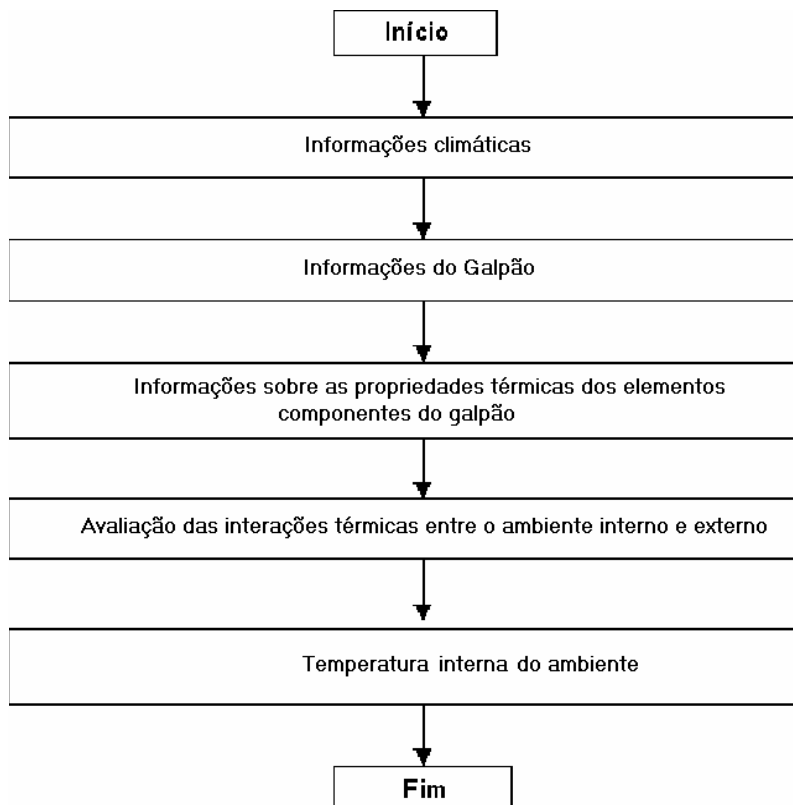 Início
Informações climáticas
Informações do Galpão
Informações sobre as propriedades térmicas dos elementos
componentes do galpão
Avaliação das interações térmicas entre o ambiente interno e externo
Temperatura interna do ambiente
Fim